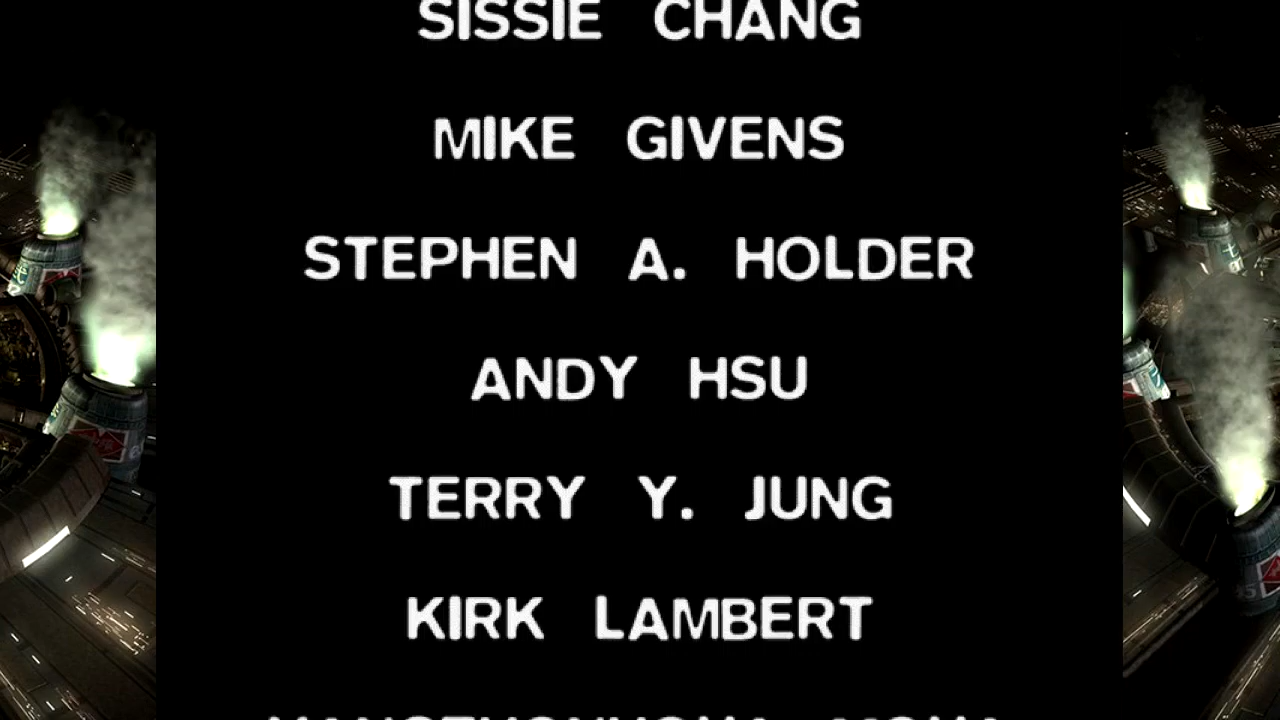 SISSIE CHANG
MIKE GIVENS
STEPHEN A. HOLDER
ANDY HSU
TERRY Y. JUNG
KIRK LAMBERT